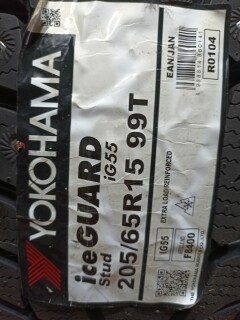 YOKOHAMA
iceGUARD
Stud iG55
205/65R15 99T
EXTRA LOAD/REINFORCED
EAN/JAN
R0104
iG55
F8400